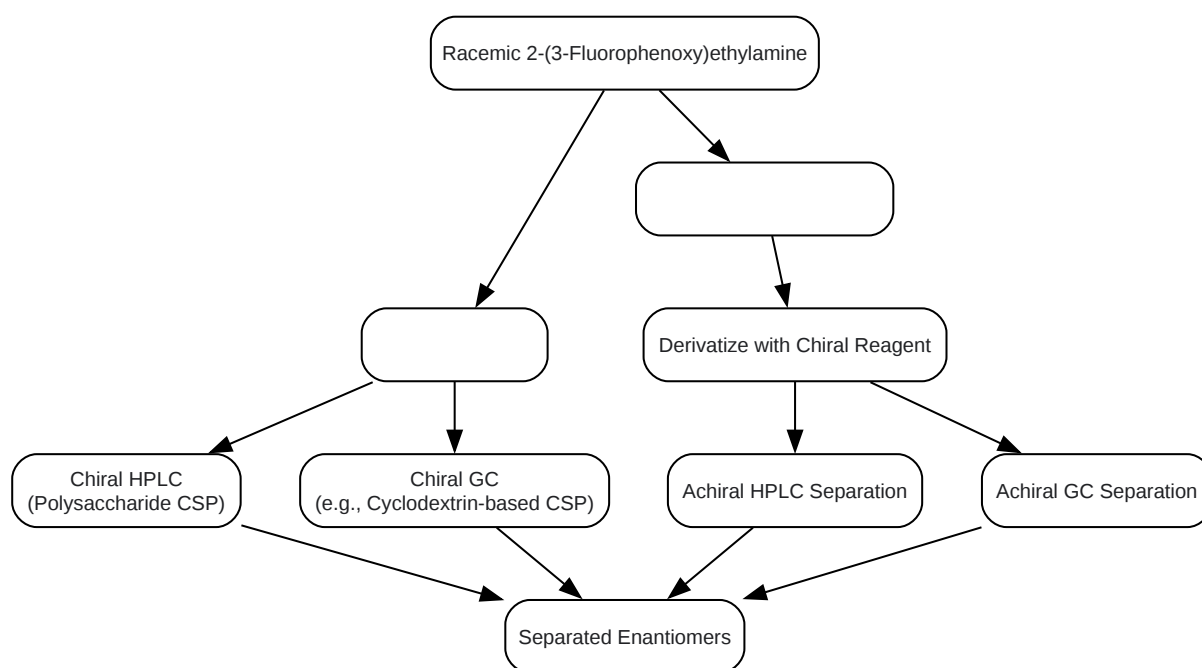 Racemic 2-(3-Fluorophenoxy)ethylamine
Derivatize with Chiral Reagent
Chiral HPLC
(Polysaccharide CSP)
Chiral GC
(e.g., Cyclodextrin-based CSP)
Achiral HPLC Separation
Achiral GC Separation
Separated Enantiomers